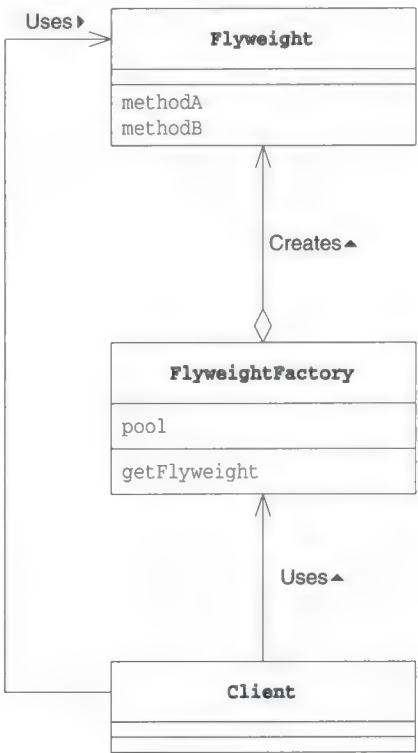 Uses▶
Flyweight
methodA
methodB
Creates▲
FlyweightFactory
pool
getFlyweight
Uses▲
Client